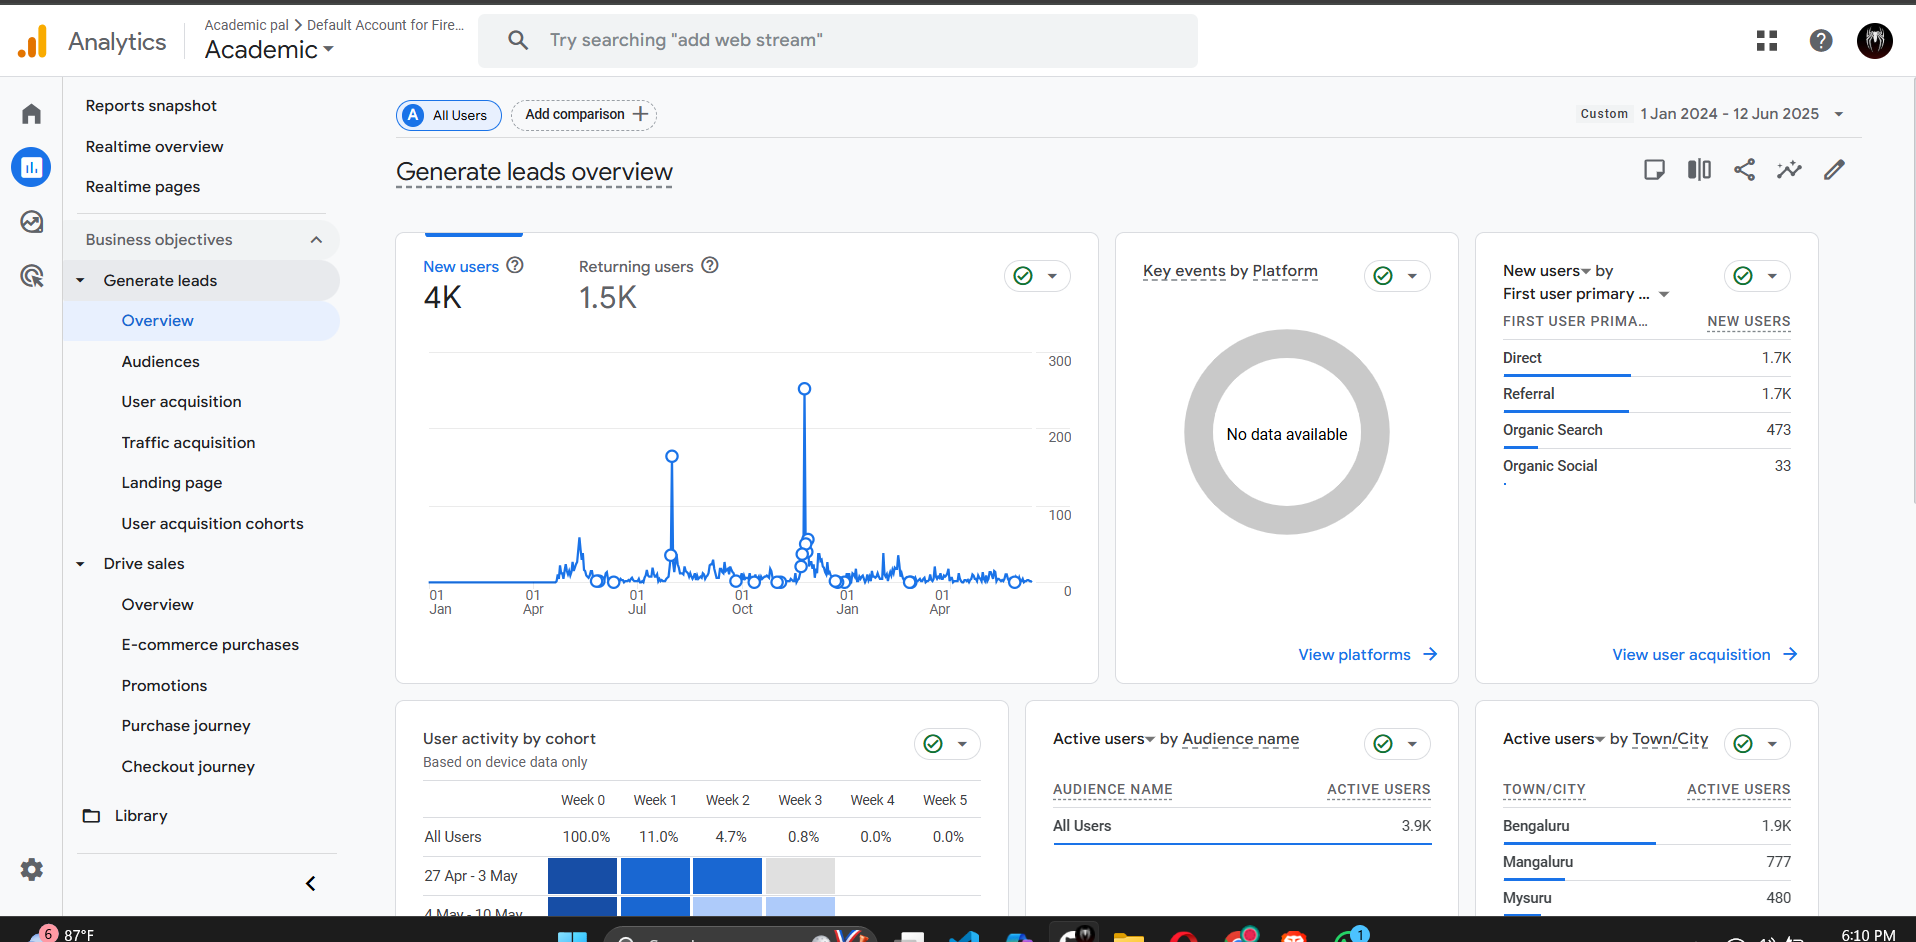 Analytics
Academic pal > Default Account for Fire...
Academic
Try searching "add web stream"
Reports snapshot
Realtime overview
Realtime pages
Business objectives
Generate leads
Overview
Audiences
User acquisition
Traffic acquisition
Landing page
User acquisition cohorts
Drive sales
Overview
E-commerce purchases
Promotions
Purchase journey
Checkout journey
Library
A All Users
Add comparison +
Custom 1 Jan 2024 - 12 Jun 2025
Generate leads overview
New users
4K
Returning users
1.5K
300
200
100
0
01 Jan
01 Apr
01 Jul
01 Oct
01 Jan
01 Apr
Key events by Platform
No data available
View platforms
New users by
First user primary ...
FIRST USER PRIMA... NEW USERS
Direct 1.7K
Referral 1.7K
Organic Search 473
Organic Social 33
View user acquisition
User activity by cohort
Based on device data only
Week 0 Week 1 Week 2 Week 3 Week 4 Week 5
All Users 100.0% 11.0% 4.7% 0.8% 0.0% 0.0%
27 Apr - 3 May
4 May - 10 May
Active users by Audience name
AUDIENCE NAME ACTIVE USERS
All Users 3.9K
Active users by Town/City
TOWN/CITY ACTIVE USERS
Bengaluru 1.9K
Mangaluru 777
Mysuru 480
6
87°F
1
6:10 PM